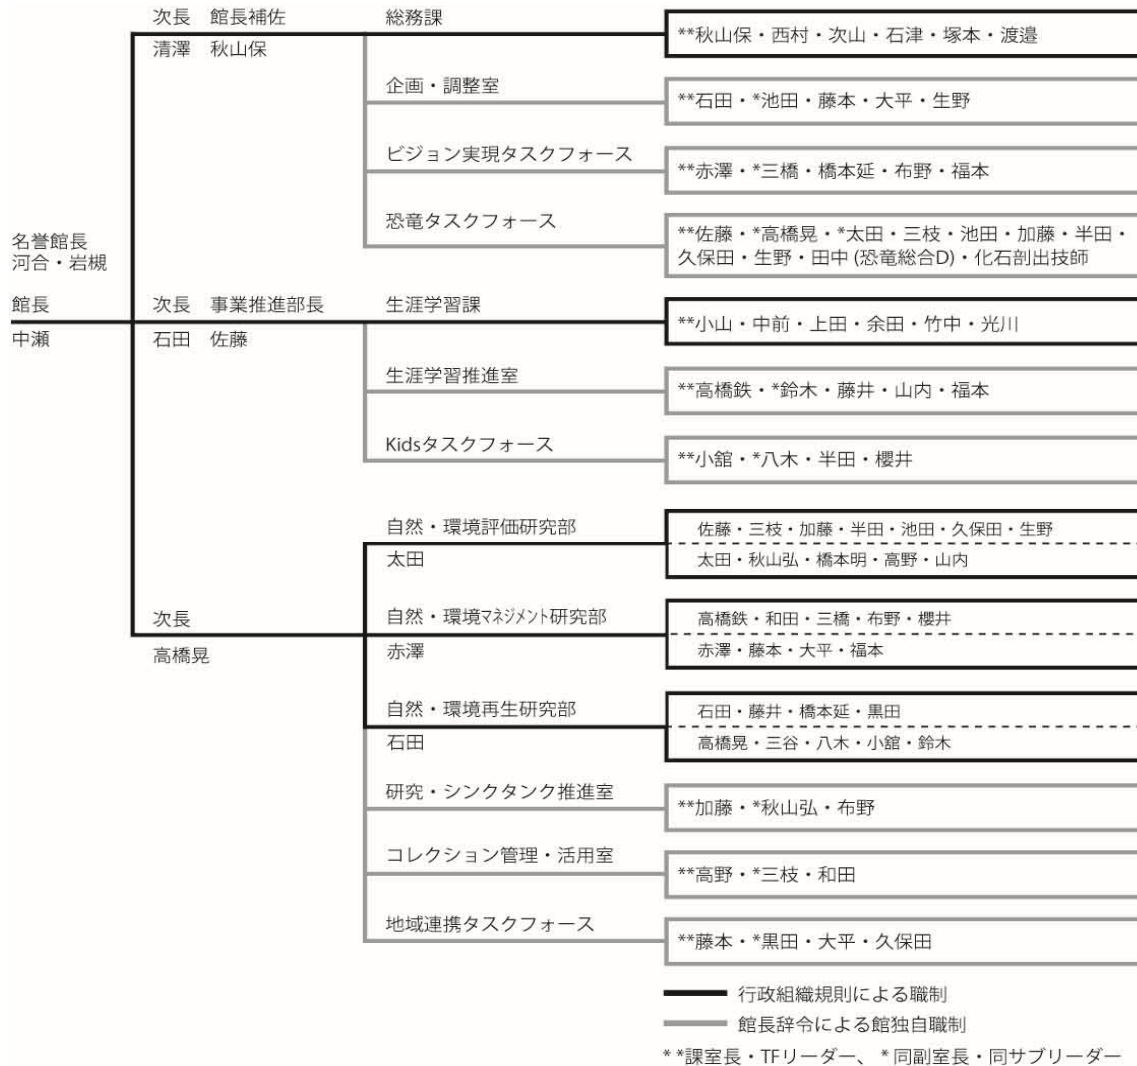 次長 館長補佐 総務課
清澤 秋山保
**秋山保・西村・次山・石津・塚本・渡邉
企画・調整室
**石田・*池田・藤本・大平・生野
ビジョン実現タスクフォース
**赤澤・*三橋・橋本延・布野・福本
恐竜タスクフォース
**佐藤・*高橋晃・*太田・三枝・池田・加藤・半田・
久保田・生野・田中 (恐竜総合D)・化石剖出技師
名誉館長
河合・岩槻
館長
中瀬
次長 事業推進部長 生涯学習課
石田 佐藤
**小山・中前・上田・余田・竹中・光川
生涯学習推進室
**高橋鉄・*鈴木・藤井・山内・福本
Kidsタスクフォース
**小舘・*八木・半田・櫻井
次長
高橋晃
自然・環境評価研究部
太田
佐藤・三枝・加藤・半田・池田・久保田・生野
太田・秋山弘・橋本明・高野・山内
自然・環境マネジメント研究部
赤澤
高橋鉄・和田・三橋・布野・櫻井
赤澤・藤本・大平・福本
自然・環境再生研究部
石田
石田・藤井・橋本延・黒田
高橋晃・三谷・八木・小舘・鈴木
研究・シンクタンク推進室
**加藤・*秋山弘・布野
コレクション管理・活用室
**高野・*三枝・和田
地域連携タスクフォース
**藤本・*黒田・大平・久保田
行政組織規則による職制
館長辞令による館独自職制
* *課室長・TFリーダー、 * 同副室長・同サブリーダー